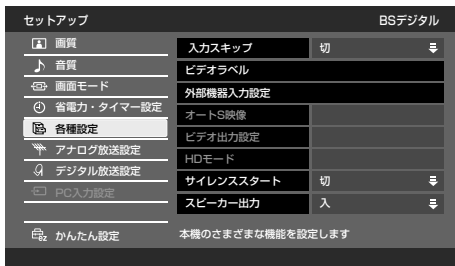 セットアップ BSデジタル
画質
音質
画面モード
省電力・タイマー設定
各種設定
アナログ放送設定
デジタル放送設定
PC入力設定
かんたん設定
入力スキップ 切
ビデオラベル
外部機器入力設定
オートS映像
ビデオ出力設定
HDモード
サイレンススタート 切
スピーカー出力 入
本機のさまざまな機能を設定します